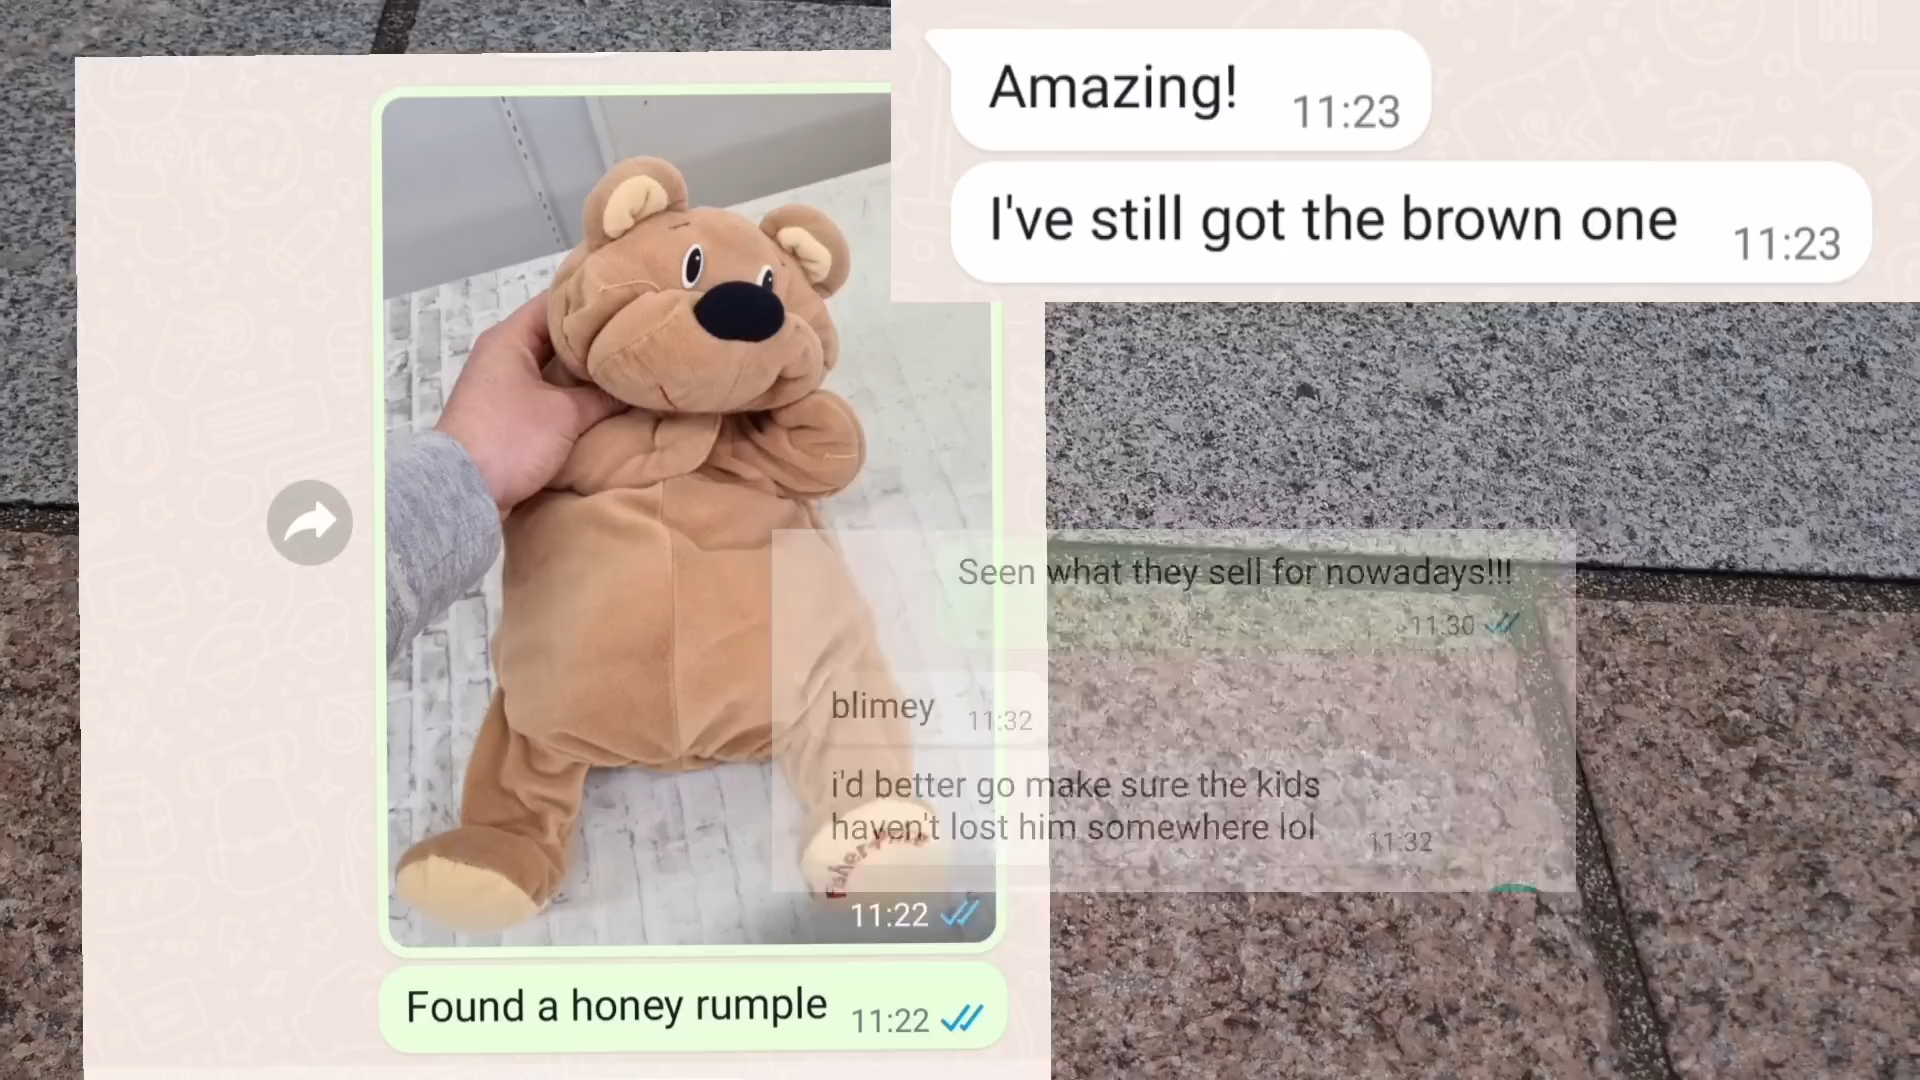 Amazing! 11:23
I've still got the brown one 11:23
Seen what they sell for nowadays!!!
11:30
blimey 11:32
i'd better go make sure the kids
haven't lost him somewhere lol 11:32
11:22
Found a honey rumple 11:22